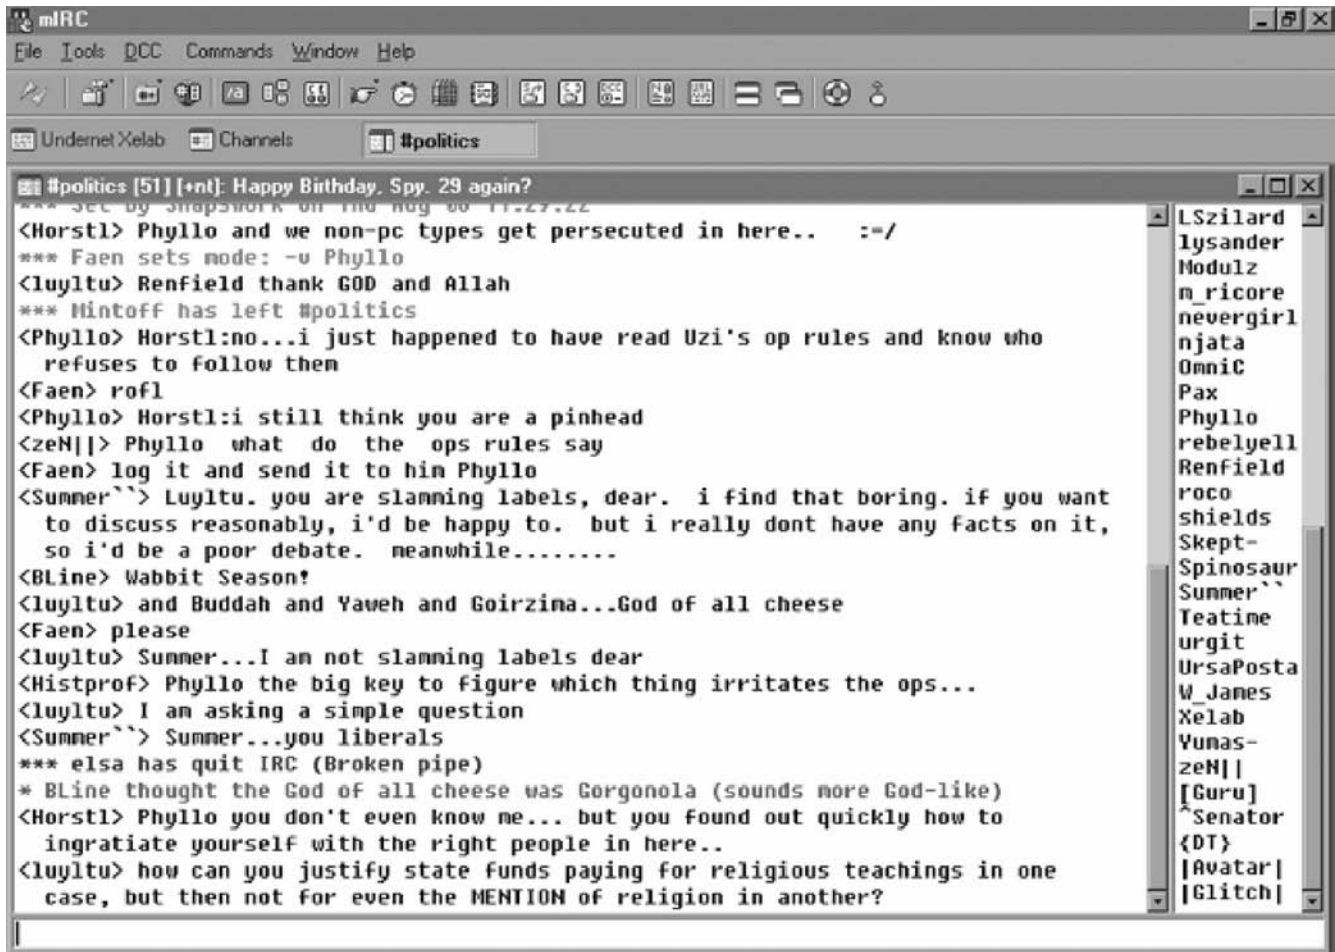 mIRC
File Tools DCC Commands Window Help
Undernet Xelab Channels #politics
#politics [51] [+nt]: Happy Birthday, Spy. 29 again?
<Horstl> Phyllo and we non-pc types get persecuted in here..   :=/
*** Faen sets mode: -v Phyllo
<luyltu> Renfield thank GOD and Allah
*** Mintoff has left #politics
<Phyllo> Horstl:no...i just happened to have read Uzi's op rules and know who
refuses to follow them
<Faen> rofl
<Phyllo> Horstl:i still think you are a pinhead
<zeN||> Phyllo  what  do  the  ops rules say
<Faen> log it and send it to him Phyllo
<Summer``> Luyltu. you are slamming labels, dear.  i find that boring. if you want
to discuss reasonably, i'd be happy to.  but i really dont have any facts on it,
so i'd be a poor debate.  meanwhile........
<BLine> Wabbit Season!
<luyltu> and Buddah and Yaweh and Goirzima...God of all cheese
<Faen> please
<luyltu> Summer...I am not slamming labels dear
<Histprof> Phyllo the big key to figure which thing irritates the ops...
<luyltu> I am asking a simple question
<Summer``> Summer...you liberals
*** elsa has quit IRC (Broken pipe)
* BLine thought the God of all cheese was Gorgonola (sounds more God-like)
<Horstl> Phyllo you don't even know me... but you found out quickly how to
ingratiate yourself with the right people in here..
<luyltu> how can you justify state funds paying for religious teachings in one
case, but then not for even the MENTION of religion in another?
LSzilard
lysander
Modulz
m_ricore
nevergirl
njata
OmniC
Pax
Phyllo
rebelyell
Renfield
roco
shields
Skept-
Spinosaur
Summer``
Teatime
urgit
UrsaPosta
W_James
Xelab
Yumas-
zeN||
[Guru]
^Senator
{DT}
|Avatar|
|Glitch|